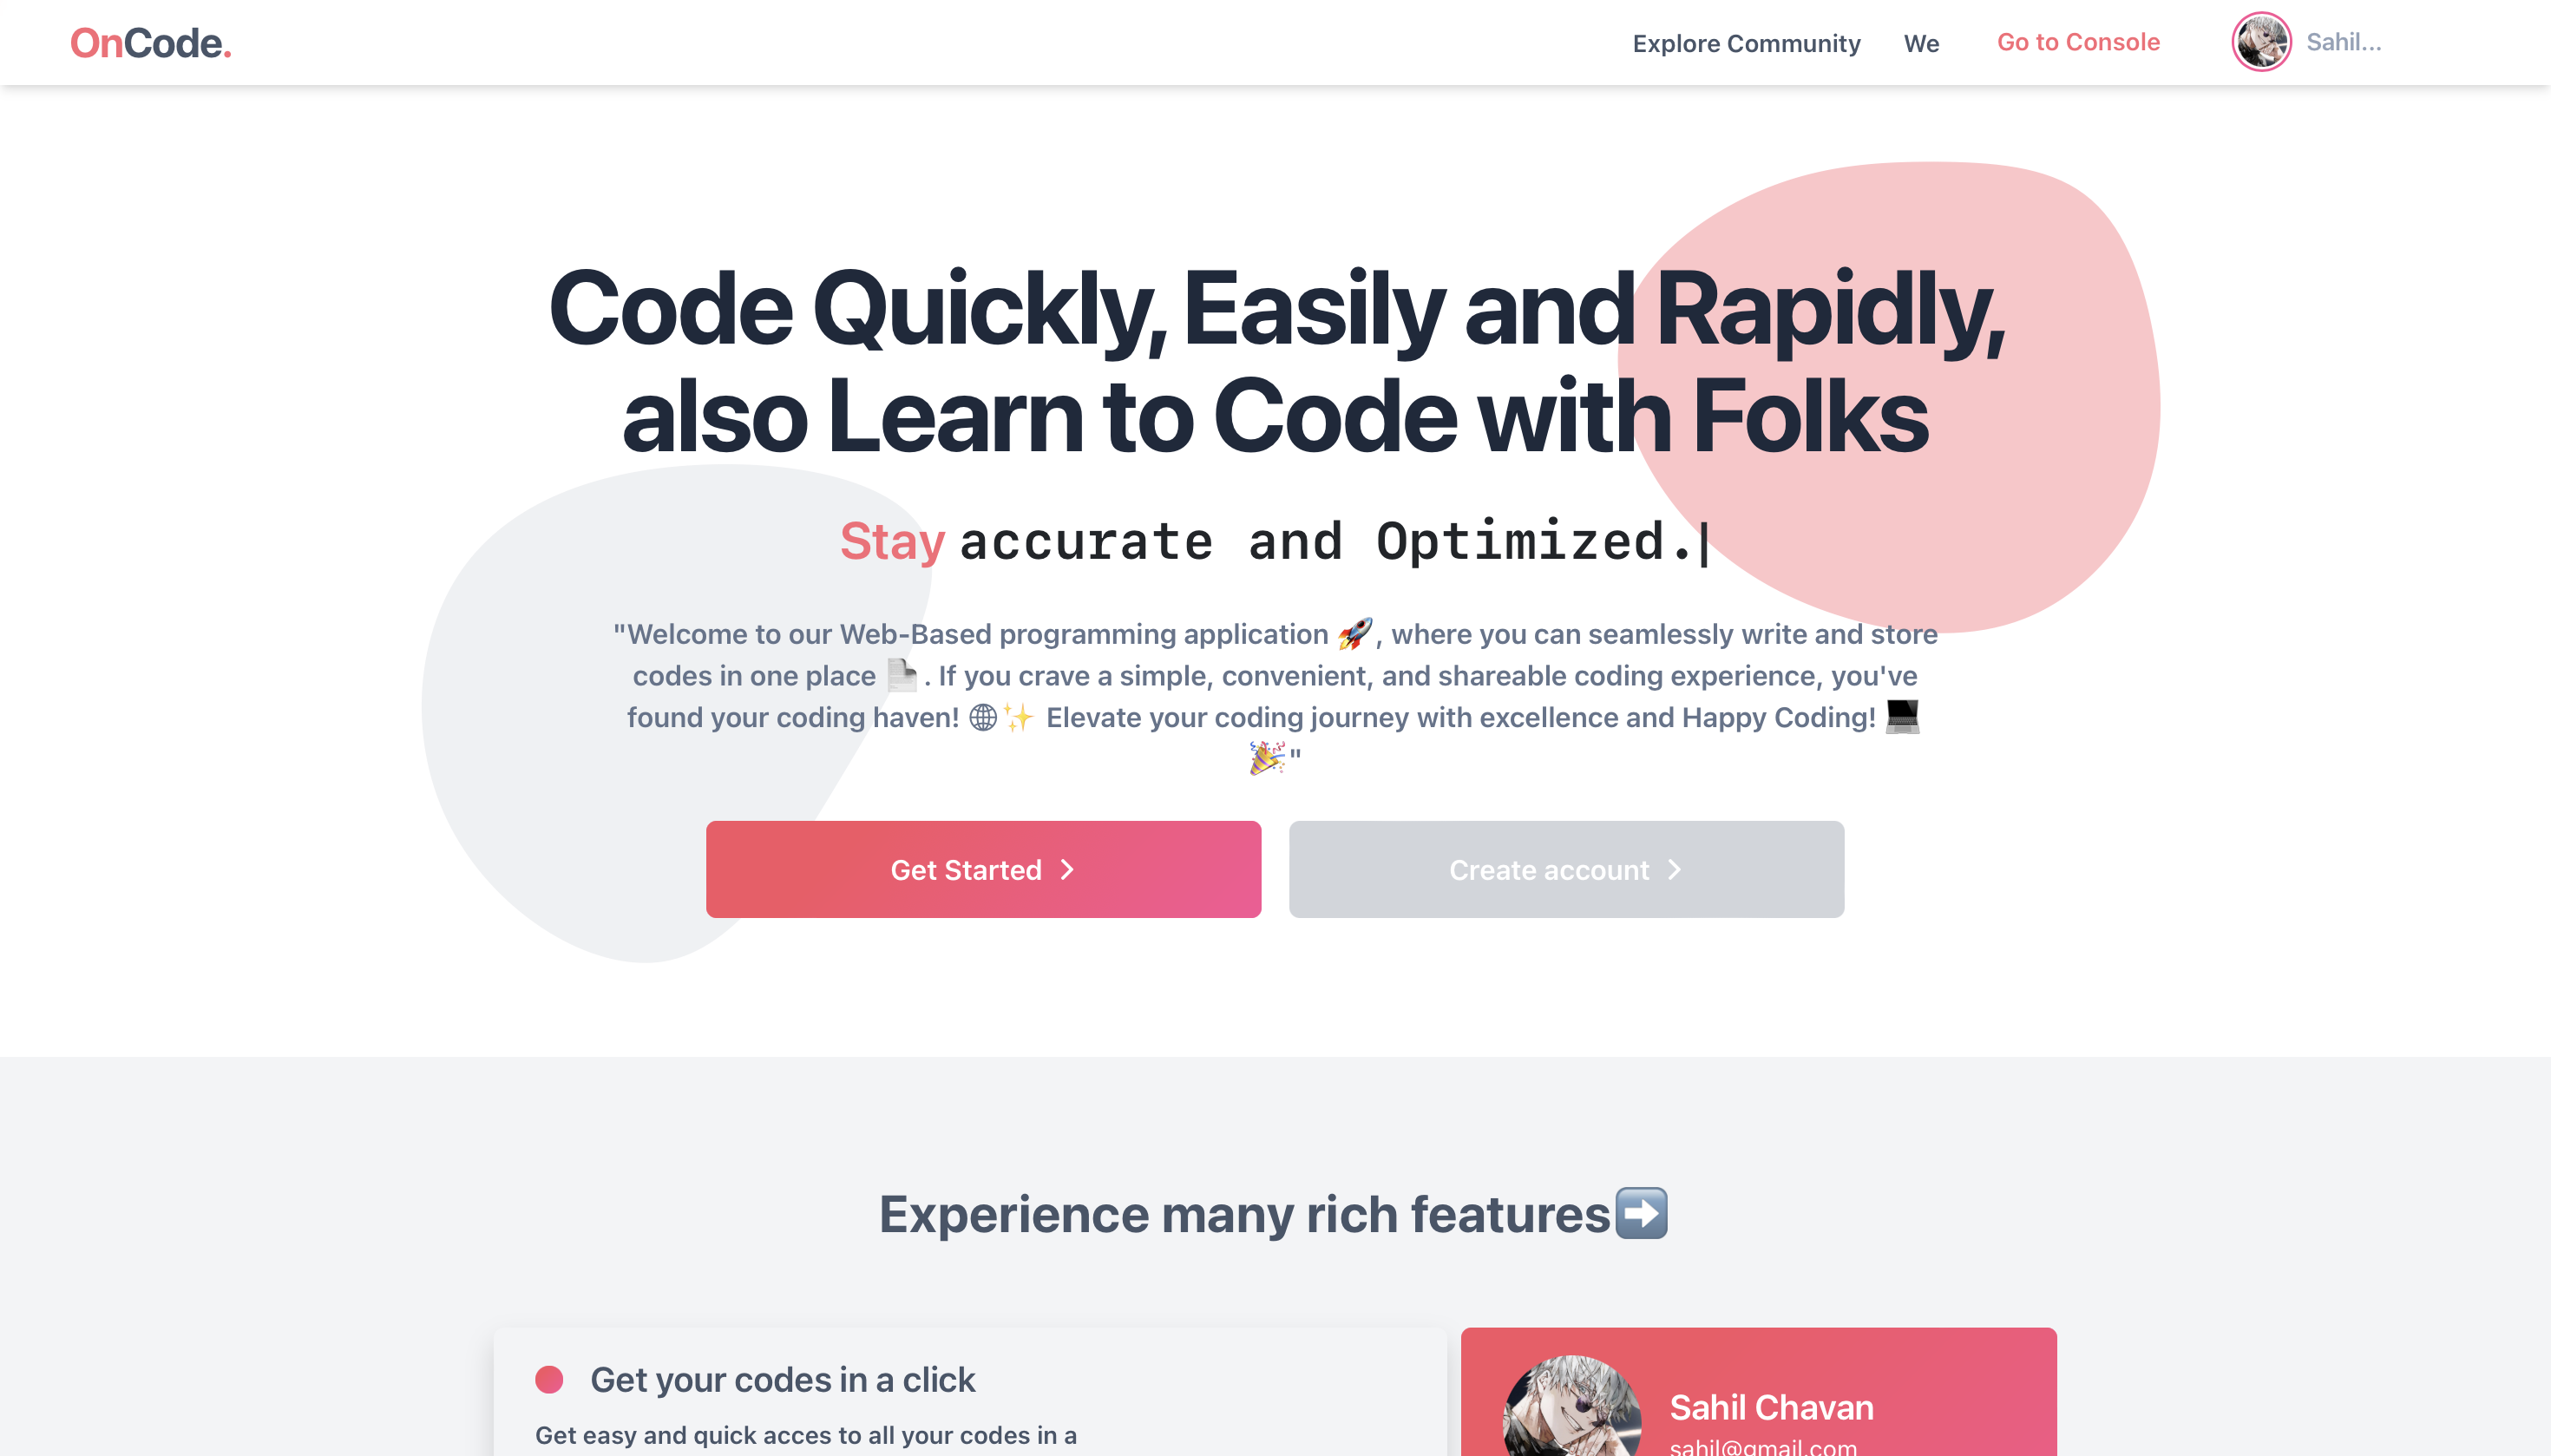 OnCode.
Explore Community
We
Go to Console
Sahil...
Code Quickly, Easily and Rapidly,
also Learn to Code with Folks
Stay accurate and Optimized.|
"Welcome to our Web-Based programming application 🚀, where you can seamlessly write and store
codes in one place 📄. If you crave a simple, convenient, and shareable coding experience, you've
found your coding haven! 🌐✨ Elevate your coding journey with excellence and Happy Coding! 💻
🎉"
Get Started
Create account
Experience many rich features➡️
Get your codes in a click
Get easy and quick acces to all your codes in a
Sahil Chavan
sahil@gmail.com